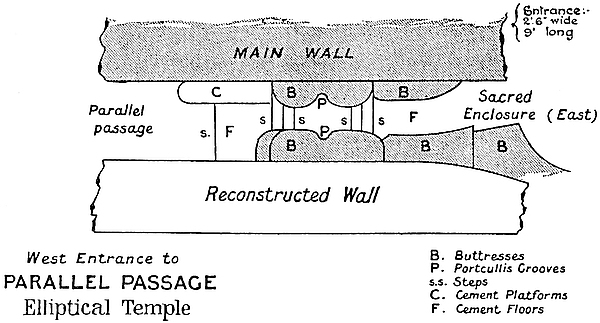 Entrance:-
2'6" wide
9' long
MAIN WALL
C
B
B
P
Parallel
passage
s.
F
s
s
s
s
F
Sacred
Enclosure (East)
P
B
B
B
Reconstructed Wall
West Entrance to
PARALLEL PASSAGE
Elliptical Temple
B. Buttresses
P. Portcullis Grooves
s.s. Steps
C. Cement Platforms
F. Cement Floors